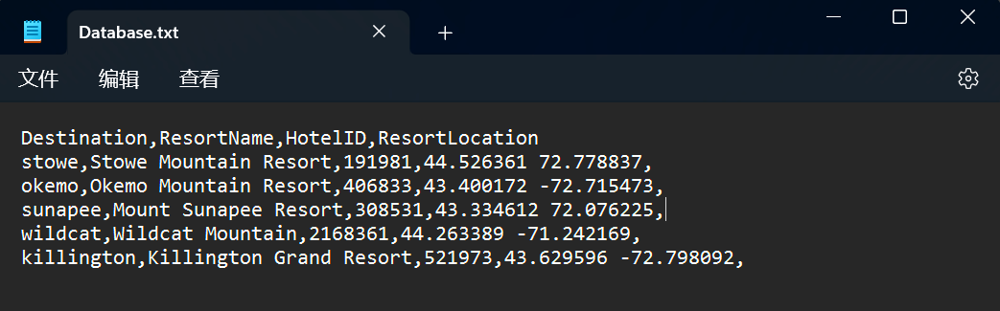 Database.txt
文件 编辑 查看
Destination,ResortName,HotelID,ResortLocation
stowe,Stowe Mountain Resort,191981,44.526361 72.778837,
okemo,Okemo Mountain Resort,406833,43.400172 -72.715473,
sunapee,Mount Sunapee Resort,308531,43.334612 72.076225,
wildcat,Wildcat Mountain,2168361,44.263389 -71.242169,
killington,Killington Grand Resort,521973,43.629596 -72.798092,